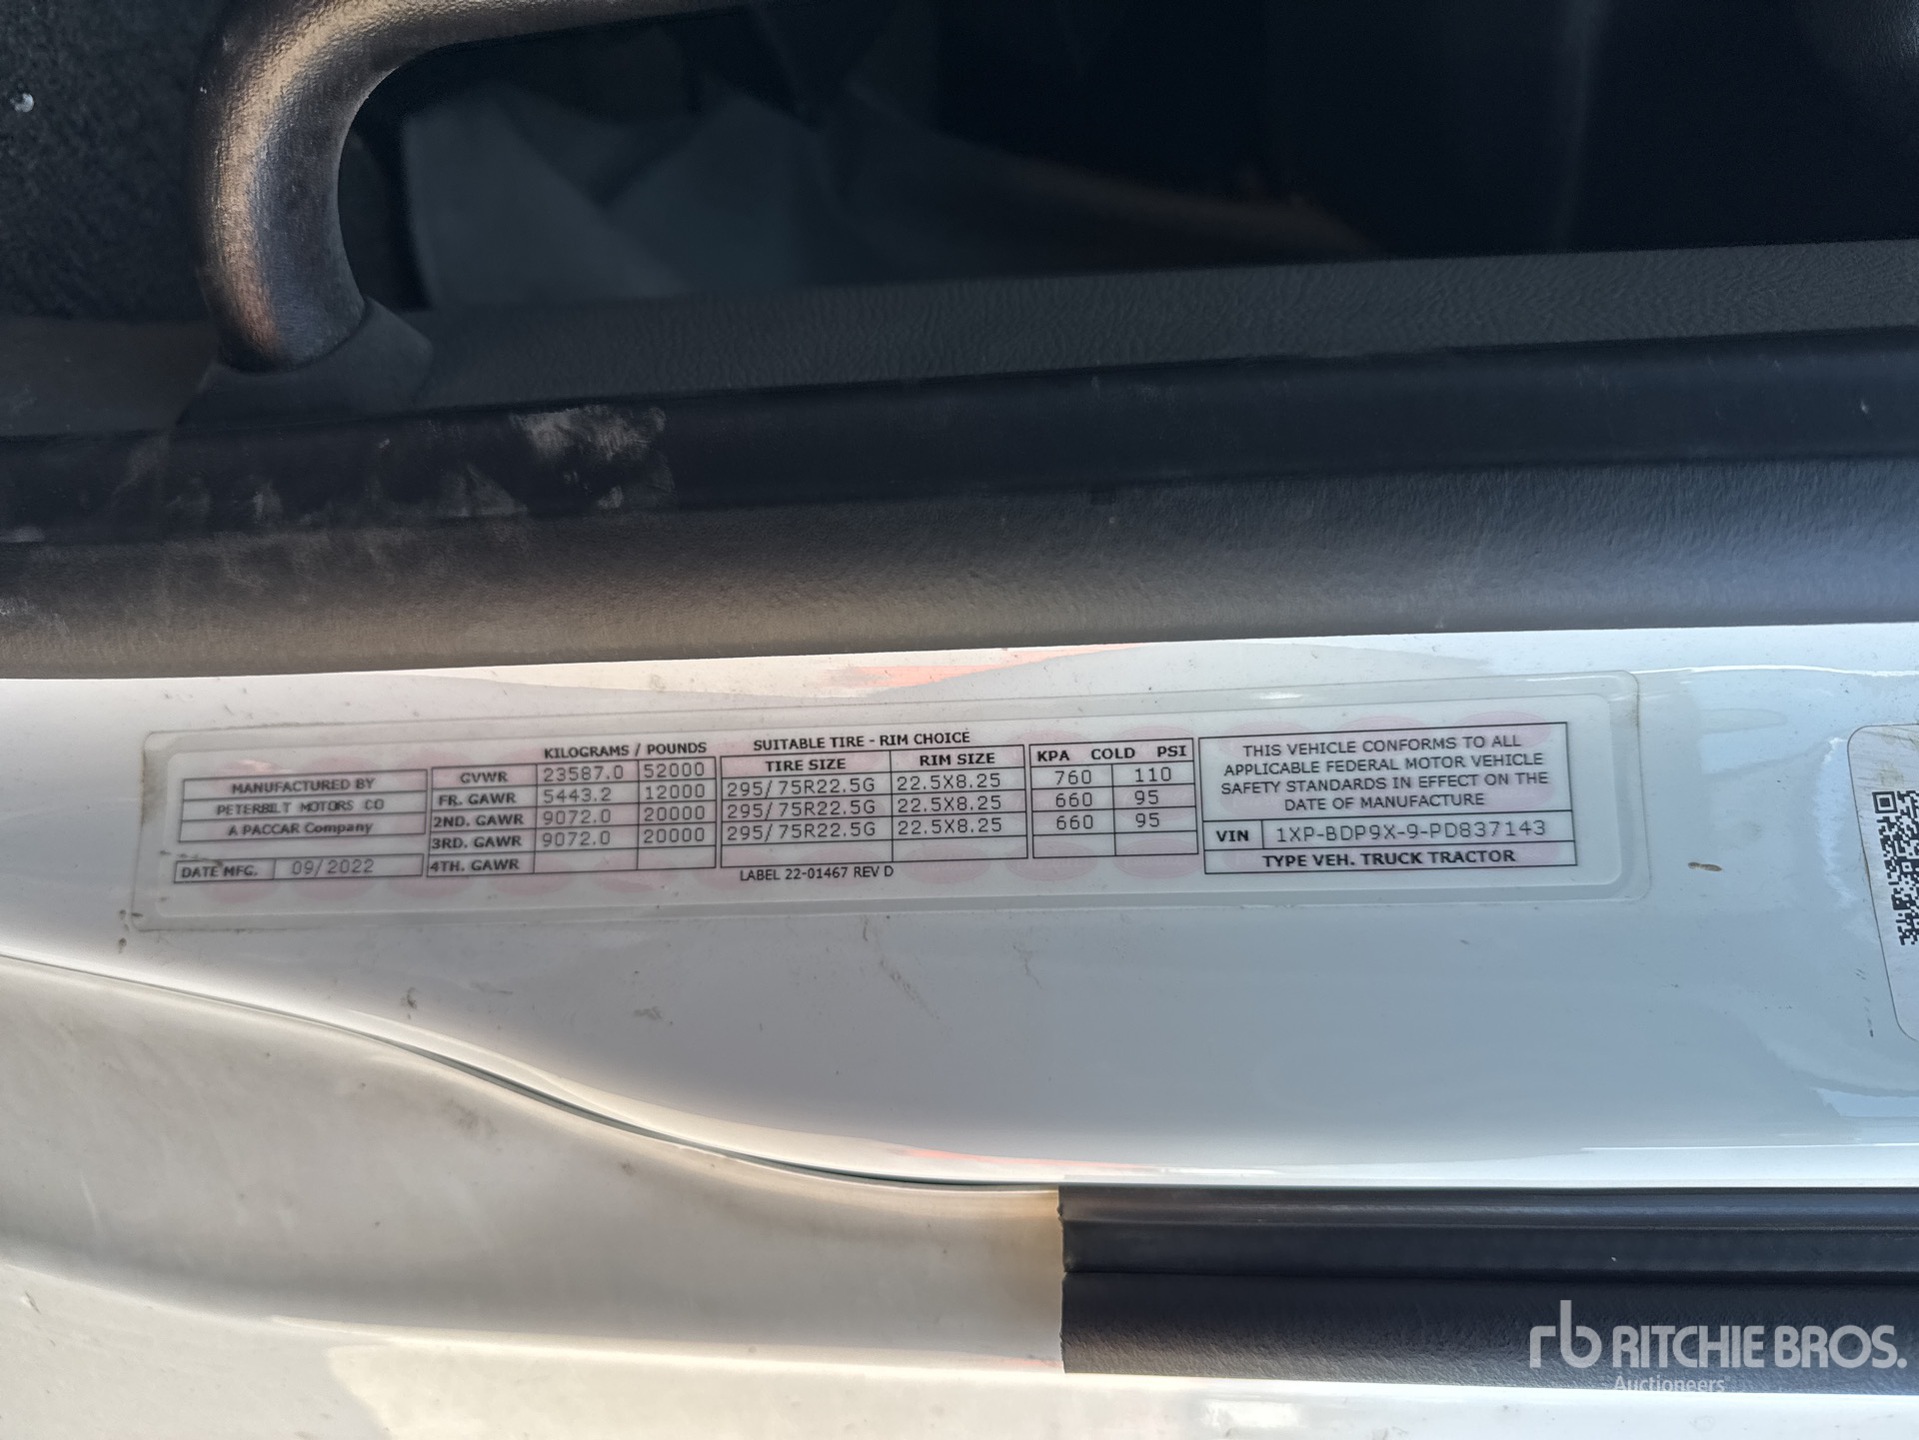 KILOGRAMS / POUNDS SUITABLE TIRE - RIM CHOICE
MANUFACTURED BY
PETERBILT MOTORS CO
A PACCAR Company
DATE MFG. 09/2022
GVWR 23587.0 52000
FR. GAWR 5443.2 12000
2ND. GAWR 9072.0 20000
3RD. GAWR 9072.0 20000
4TH. GAWR
TIRE SIZE RIM SIZE
295/75R22.5G 22.5X8.25
295/75R22.5G 22.5X8.25
295/75R22.5G 22.5X8.25
LABEL 22-01467 REV D
KPA COLD PSI
760 110
660 95
660 95
THIS VEHICLE CONFORMS TO ALL
APPLICABLE FEDERAL MOTOR VEHICLE
SAFETY STANDARDS IN EFFECT ON THE
DATE OF MANUFACTURE
VIN 1XP-BDP9X-9-PD837143
TYPE VEH. TRUCK TRACTOR
rb RITCHIE BROS.
Auctioneers